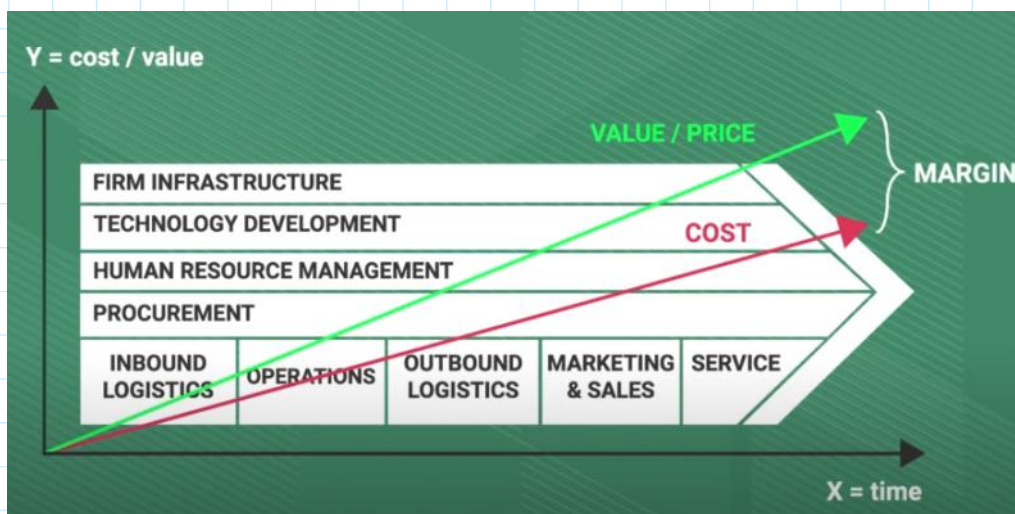 Y = cost / value
VALUE / PRICE
MARGIN
FIRM INFRASTRUCTURE
TECHNOLOGY DEVELOPMENT
COST
HUMAN RESOURCE MANAGEMENT
PROCUREMENT
INBOUND
LOGISTICS
OPERATIONS
OUTBOUND
LOGISTICS
MARKETING
& SALES
SERVICE
X = time